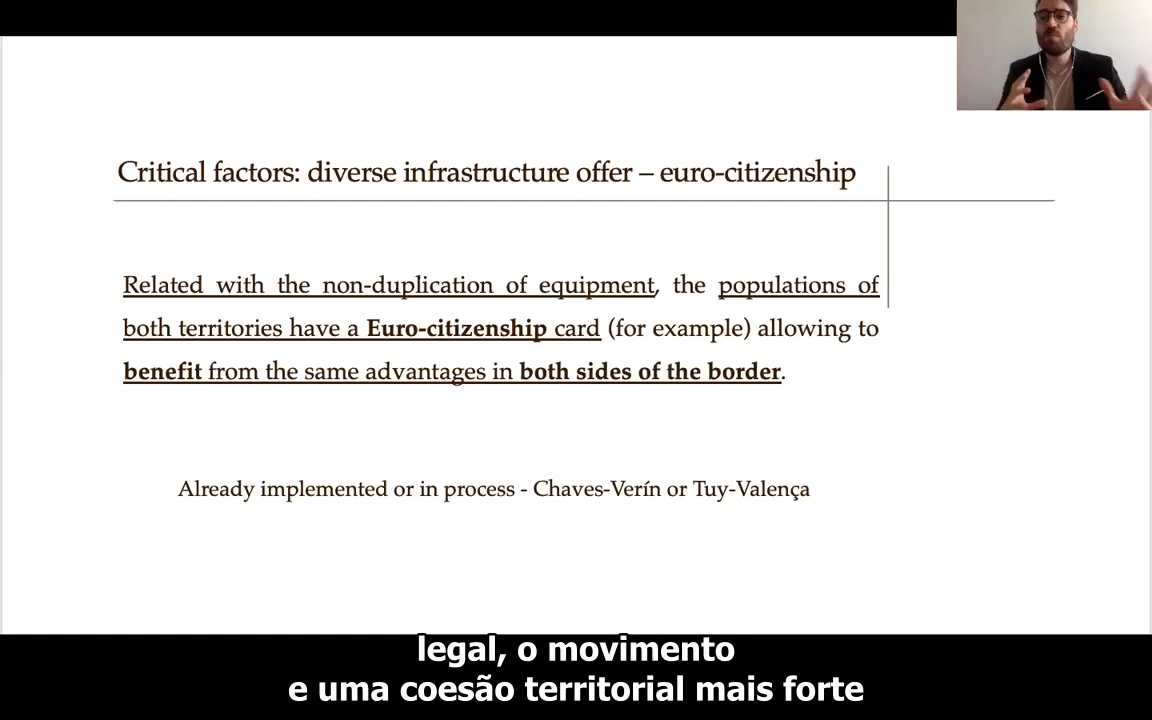 Critical factors: diverse infrastructure offer – euro-citizenship
Related with the non-duplication of equipment, the populations of
both territories have a Euro-citizenship card (for example) allowing to
benefit from the same advantages in both sides of the border.
Already implemented or in process - Chaves-Verín or Tuy-Valença
legal, o movimento
e uma coesão territorial mais forte